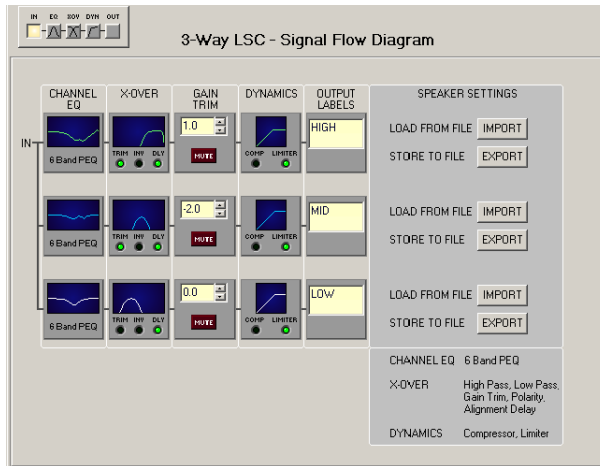 IN EQ XOV DYN OUT
3-Way LSC - Signal Flow Diagram
CHANNEL EQ
X-OVER
GAIN TRIM
DYNAMICS
OUTPUT LABELS
SPEAKER SETTINGS
IN
6 Band PEQ
TRIM INV DLY
1.0
MUTE
COMP LIMITER
HIGH
LOAD FROM FILE IMPORT
STORE TO FILE EXPORT
6 Band PEQ
TRIM INV DLY
-2.0
MUTE
COMP LIMITER
MID
LOAD FROM FILE IMPORT
STORE TO FILE EXPORT
6 Band PEQ
TRIM INV DLY
0.0
MUTE
COMP LIMITER
LOW
LOAD FROM FILE IMPORT
STORE TO FILE EXPORT
CHANNEL EQ 6 Band PEQ
X-OVER High Pass, Low Pass,
Gain Trim, Polarity,
Alignment Delay
DYNAMICS Compressor, Limiter